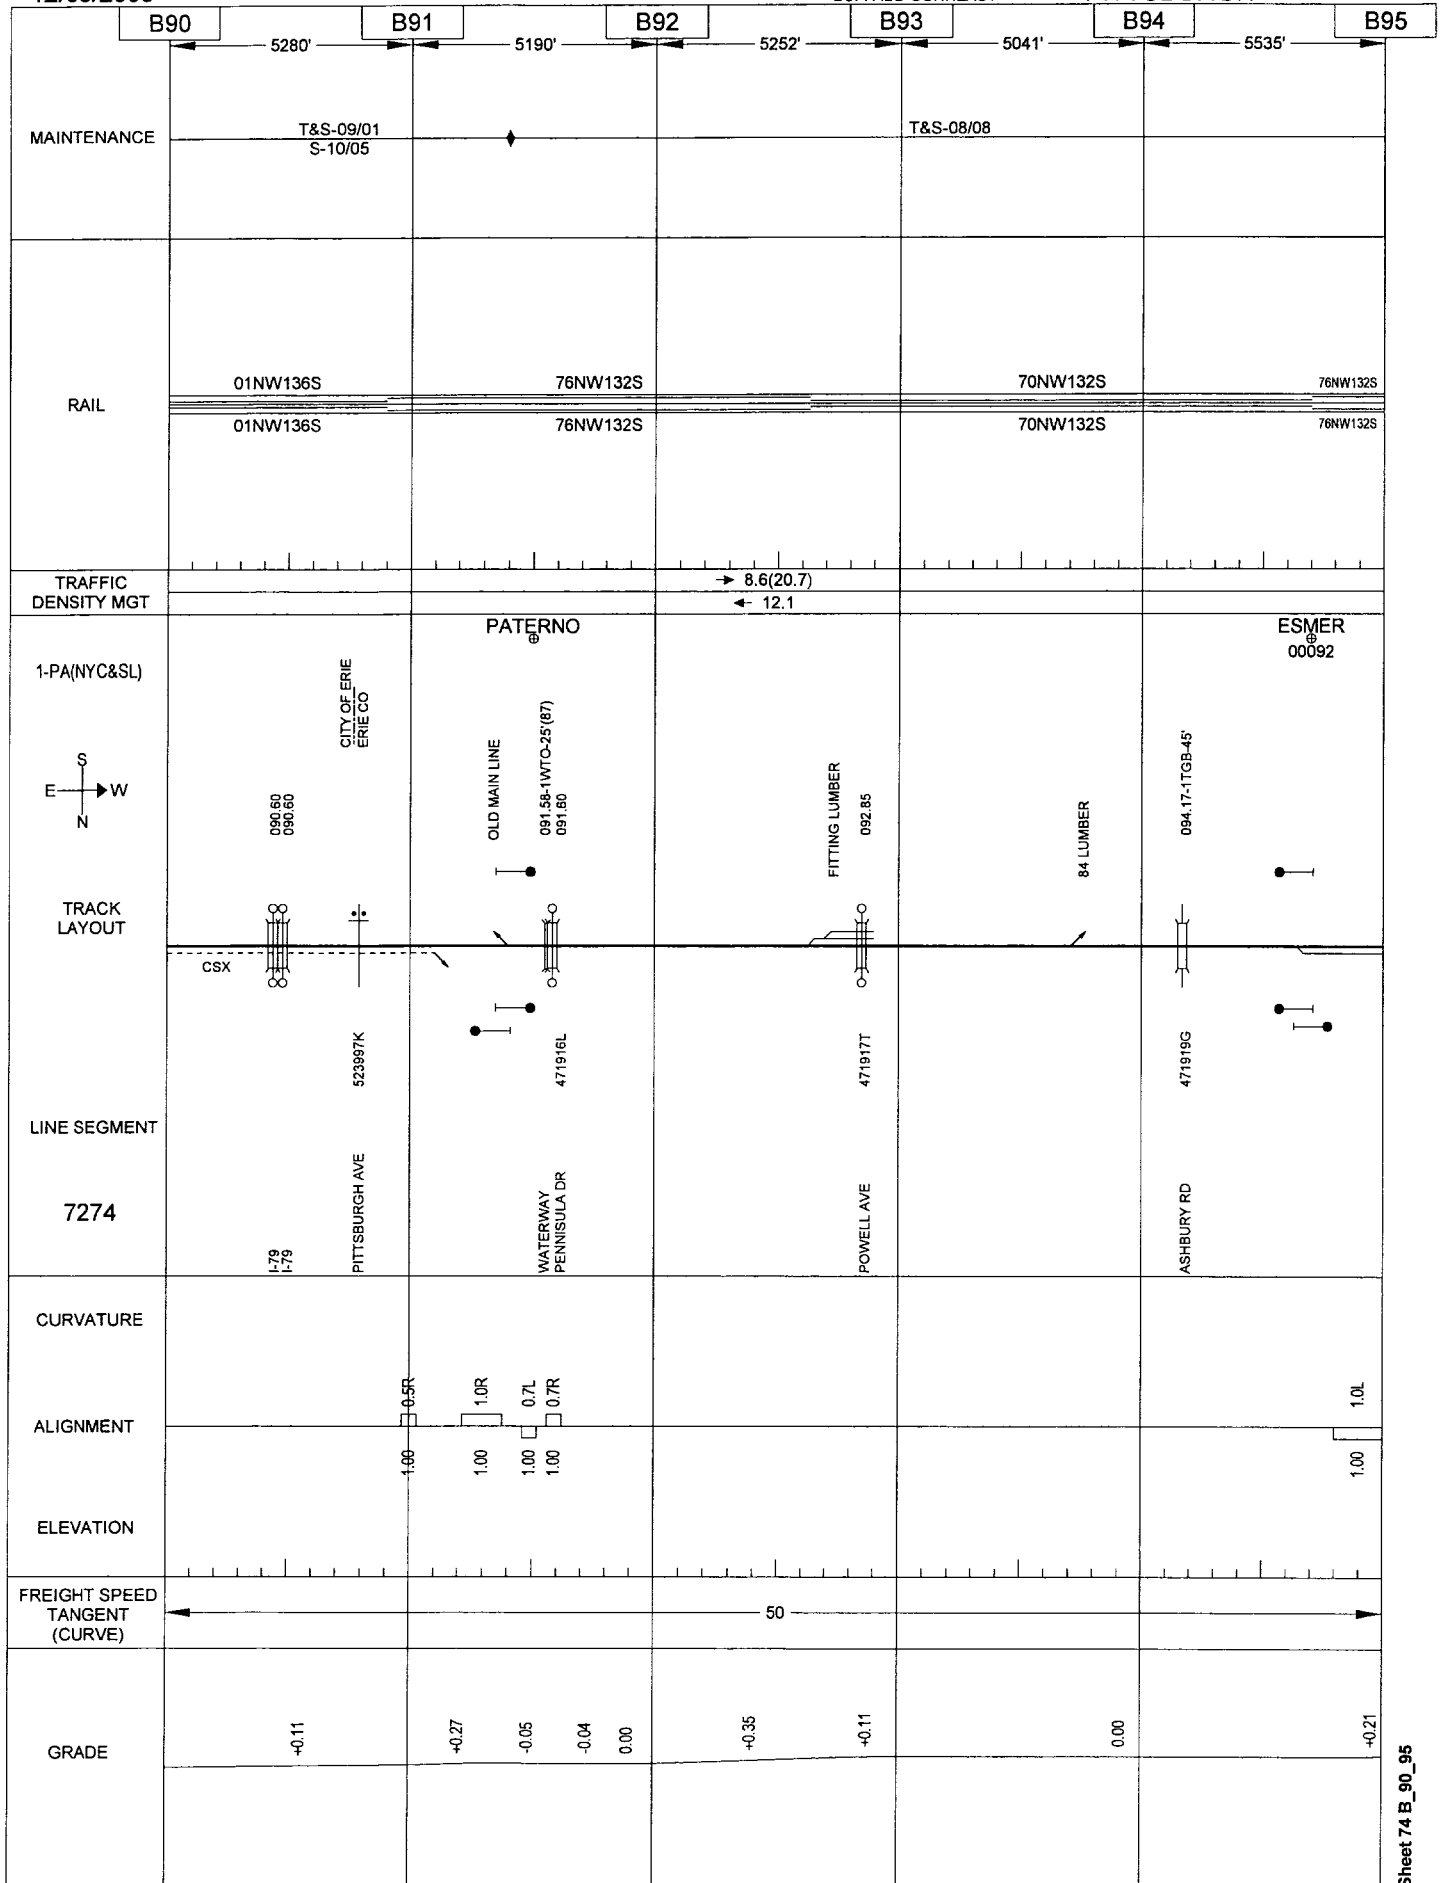 B90 B91 B92 B93 B94 B95
5280' 5190' 5252' 5041' 5535'
MAINTENANCE
T&S-09/01
S-10/05
T&S-08/08
RAIL
01NW136S 76NW132S 70NW132S 76NW132S
01NW136S 76NW132S 70NW132S 76NW132S
TRAFFIC
DENSITY MGT
8.6(20.7)
12.1
PATERNO
ESMER
00092
1-PA(NYC&SL)
CITY OF ERIE
ERIE CO
S
E W
N
090.60
090.60
OLD MAIN LINE
091.58-1WTO-25'(87)
091.60
FITTING LUMBER
092.85
84 LUMBER
094.17-1TGB-45'
TRACK
LAYOUT
CSX
523997K
471916L
471917T
471919G
LINE SEGMENT
7274
I-79
I-79
PITTSBURGH AVE
WATERWAY
PENNISULA DR
POWELL AVE
ASHBURY RD
CURVATURE
0.5R 1.0R 0.7L 0.7R 1.0L
ALIGNMENT
1.00 1.00 1.00 1.00 1.00
ELEVATION
FREIGHT SPEED
TANGENT
(CURVE)
50
GRADE
+0.11 +0.27 -0.05 -0.04 0.00 +0.35 +0.11 0.00 +0.21
Sheet 74 B_90_95